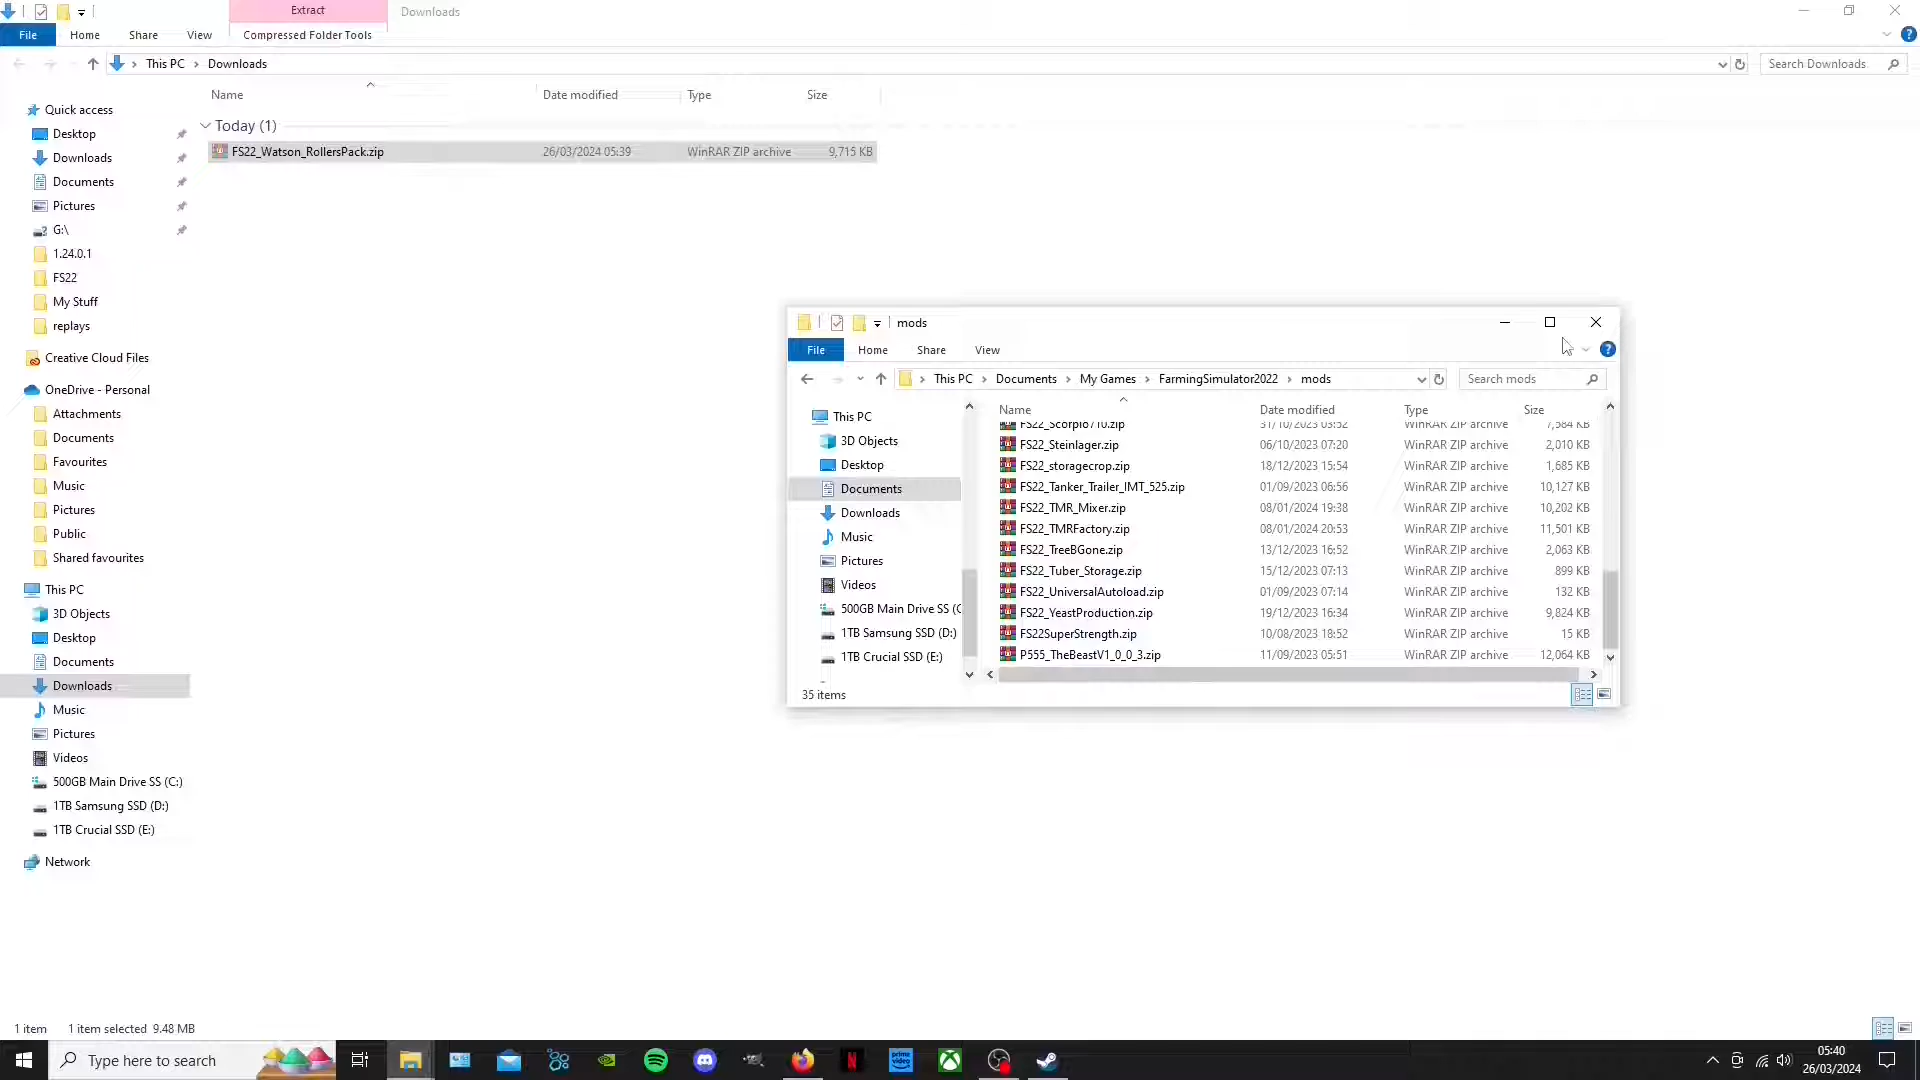 Extract
Downloads
File
Home
Share
View
Compressed Folder Tools
This PC
Downloads
Search Downloads
Name
Date modified
Type
Size
Quick access
Today (1)
Desktop
FS22_Watson_RollersPack.zip 26/03/2024 05:39 WinRAR ZIP archive 9,715 KB
Downloads
Documents
Pictures
G:\
1.24.0.1
FS22
My Stuff
replays
Creative Cloud Files
OneDrive - Personal
Attachments
Documents
Favourites
Music
Pictures
Public
Shared favourites
This PC
3D Objects
Desktop
Documents
Downloads
Music
Pictures
Videos
500GB Main Drive SS (C:)
1TB Samsung SSD (D:)
1TB Crucial SSD (E:)
Network
mods
File
Home
Share
View
This PC
Documents
My Games
FarmingSimulator2022
mods
Search mods
Name
Date modified
Type
Size
This PC
3D Objects
Desktop
Documents
Downloads
Music
Pictures
Videos
500GB Main Drive SS (C
1TB Samsung SSD (D:)
1TB Crucial SSD (E:)
FS22_Scorpio710.zip 31/10/2023 03:52 WinRAR ZIP archive 7,584 KB
FS22_Steinlager.zip 06/10/2023 07:20 WinRAR ZIP archive 2,010 KB
FS22_storagecrop.zip 18/12/2023 15:54 WinRAR ZIP archive 1,685 KB
FS22_Tanker_Trailer_IMT_525.zip 01/09/2023 06:56 WinRAR ZIP archive 10,127 KB
FS22_TMR_Mixer.zip 08/01/2024 19:38 WinRAR ZIP archive 10,202 KB
FS22_TMRFactory.zip 08/01/2024 20:53 WinRAR ZIP archive 11,501 KB
FS22_TreeBGone.zip 13/12/2023 16:52 WinRAR ZIP archive 2,063 KB
FS22_Tuber_Storage.zip 15/12/2023 07:13 WinRAR ZIP archive 899 KB
FS22_UniversalAutoload.zip 01/09/2023 07:14 WinRAR ZIP archive 132 KB
FS22_YeastProduction.zip 19/12/2023 16:34 WinRAR ZIP archive 9,824 KB
FS22SuperStrength.zip 10/08/2023 18:52 WinRAR ZIP archive 15 KB
P555_TheBeastV1_0_0_3.zip 11/09/2023 05:51 WinRAR ZIP archive 12,064 KB
35 items
1 item
1 item selected 9.48 MB
Type here to search
prime video
05:40
26/03/2024